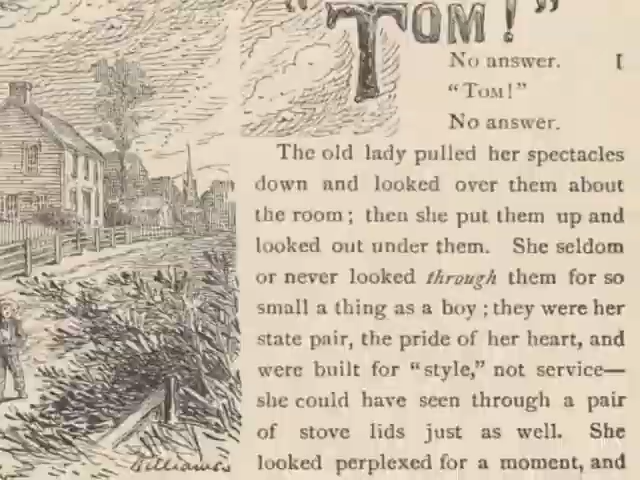 "TOM!"
No answer.
"TOM!"
No answer.
The old lady pulled her spectacles
down and looked over them about
the room; then she put them up and
looked out under them. She seldom
or never looked through them for so
small a thing as a boy; they were her
state pair, the pride of her heart, and
were built for "style," not service—
she could have seen through a pair
of stove lids just as well. She
looked perplexed for a moment, and
Williams